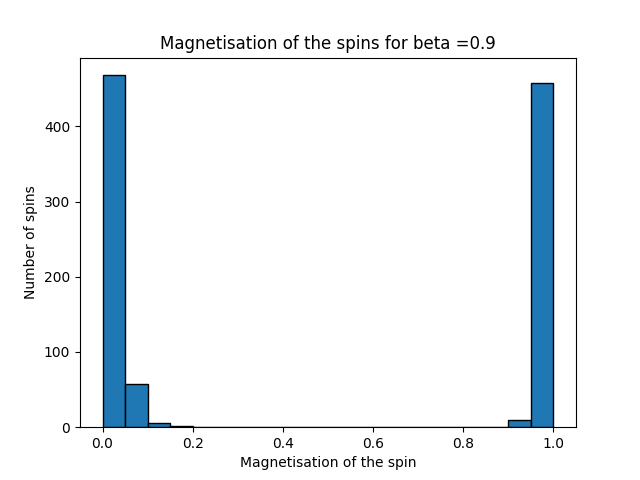 Magnetisation of the spins for beta =0.9
Number of spins
400
300
200
100
0
0.0 0.2 0.4 0.6 0.8 1.0
Magnetisation of the spin